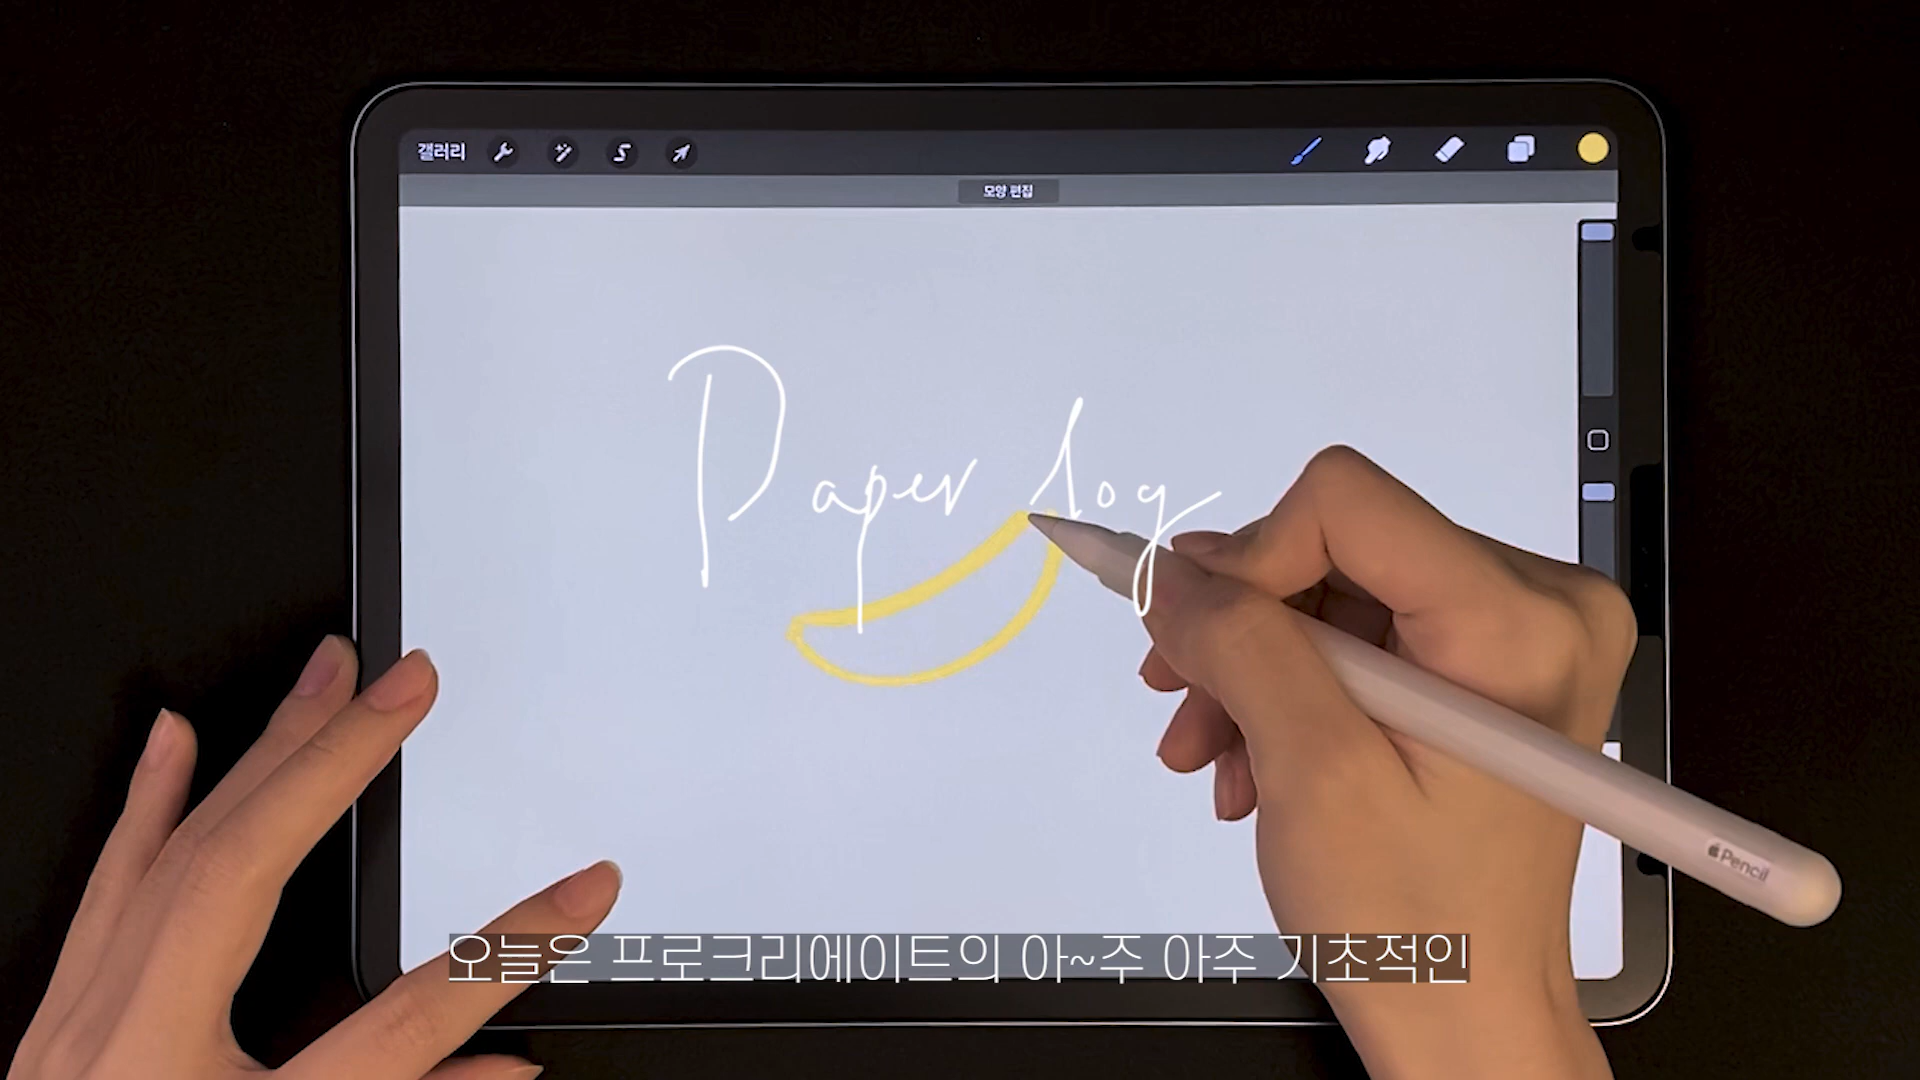 갤러리
모양 편집
Paper log
Pencil
오늘은 프로크리에이트의 아~주 아주 기초적인